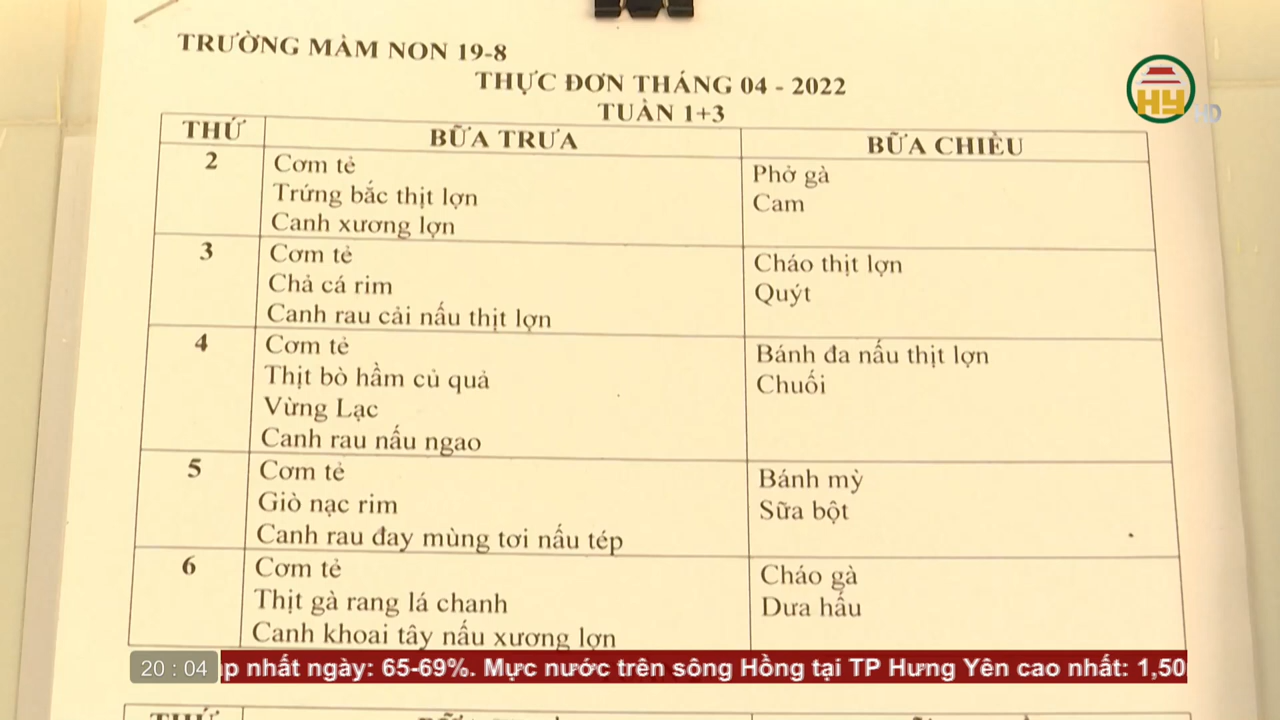 TRƯỜNG MẦM NON 19-8
THỰC ĐƠN THÁNG 04 - 2022
TUẦN 1+3
THỨ BỮA TRƯA BỮA CHIỀU
2 Cơm tẻ Phở gà
Trứng bắc thịt lợn Cam
Canh xương lợn
3 Cơm tẻ Cháo thịt lợn
Chả cá rim Quýt
Canh rau cải nấu thịt lợn
4 Cơm tẻ Bánh đa nấu thịt lợn
Thịt bò hầm củ quả Chuối
Vừng Lạc
Canh rau nấu ngao
5 Cơm tẻ Bánh mỳ
Giò nạc rim Sữa bột
Canh rau đay mùng tơi nấu tép
6 Cơm tẻ Cháo gà
Thịt gà rang lá chanh Dưa hấu
Canh khoai tây nấu xương lợn
HY HD
20 : 04 nhất ngày: 65-69%. Mực nước trên sông Hồng tại TP Hưng Yên cao nhất: 1,50
THỨ